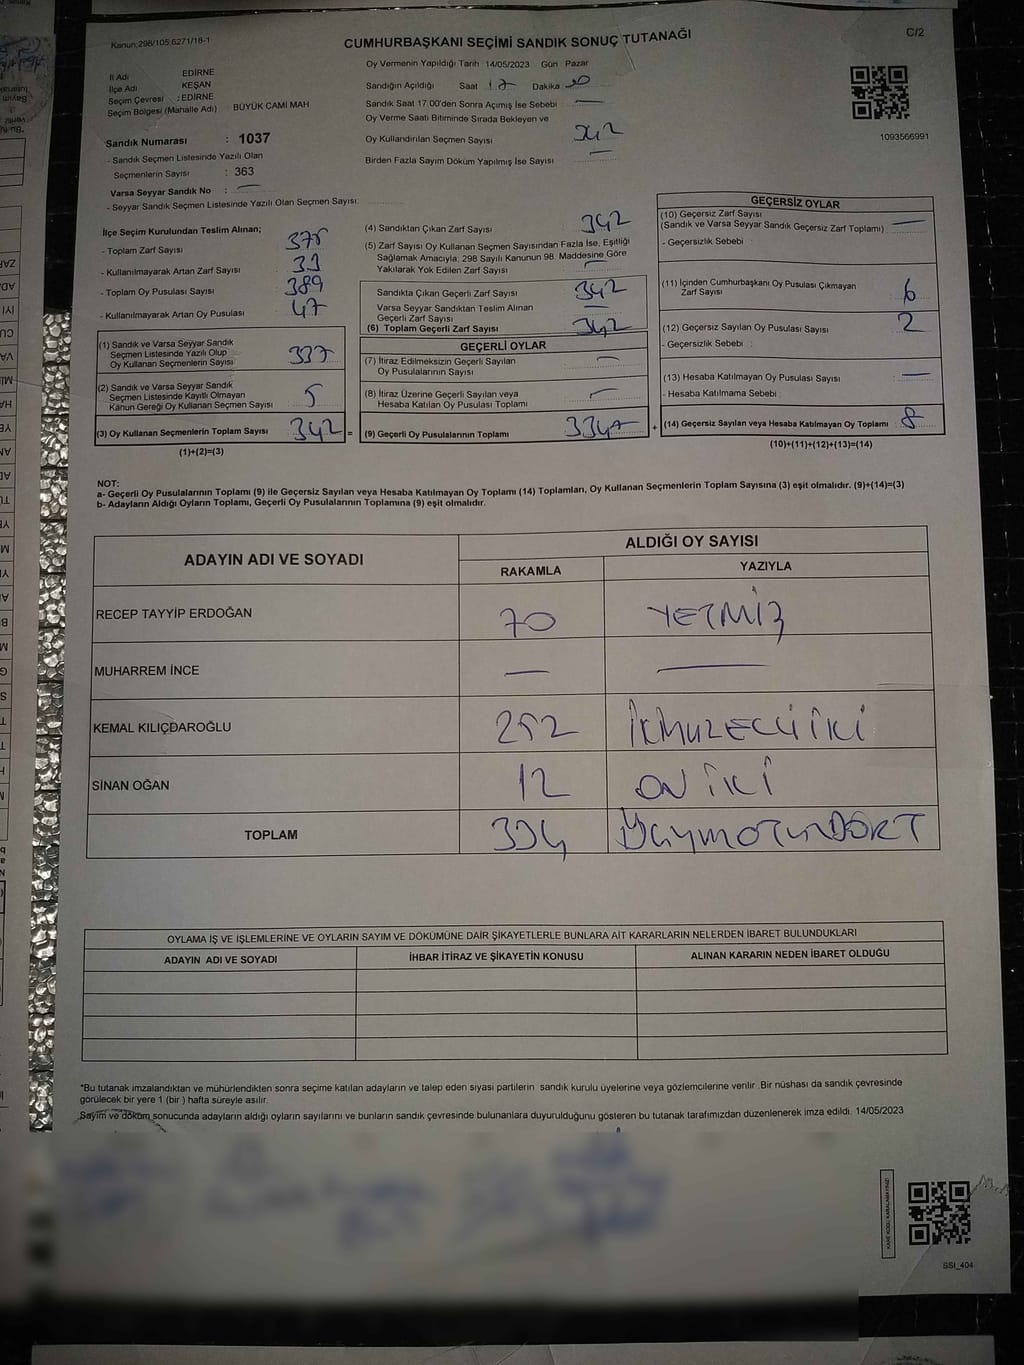 Kanun;298/105;6271/18-1
C/2
CUMHURBAŞKANI SEÇİMİ SANDIK SONUÇ TUTANAĞI
İl Adı EDİRNE
İlçe Adı KEŞAN
Seçim Çevresi : EDİRNE
Seçim Bölgesi (Mahalle Adı) BÜYÜK CAMİ MAH
Sandık Numarası : 1037
- Sandık Seçmen Listesinde Yazılı Olan
Seçmenlerin Sayısı : 363
Varsa Seyyar Sandık No : —
- Seyyar Sandık Seçmen Listesinde Yazılı Olan Seçmen Sayısı:
Oy Vermenin Yapıldığı Tarih 14/05/2023 Gün Pazar
Sandığın Açıldığı Saat 17 Dakika
Sandık Saat 17.00'den Sonra Açımış İse Sebebi —
Oy Verme Saati Bitiminde Sırada Bekleyen ve
Oy Kullandırılan Seçmen Sayısı 342
Birden Fazla Sayım Döküm Yapılmış İse Sayısı —
1093566991
İlçe Seçim Kurulundan Teslim Alınan;
- Toplam Zarf Sayısı
- Kullanılmayarak Artan Zarf Sayısı
- Toplam Oy Pusulası Sayısı 389
- Kullanılmayarak Artan Oy Pusulası 47
(1) Sandık ve Varsa Seyyar Sandık
Seçmen Listesinde Yazılı Olup
Oy Kullanan Seçmenlerin Sayısı 337
(2) Sandık ve Varsa Seyyar Sandık
Seçmen Listesinde Kayıtlı Olmayan
Kanun Gereği Oy Kullanan Seçmen Sayısı 5
(3) Oy Kullanan Seçmenlerin Toplam Sayısı 342 =
(1)+(2)=(3)
(4) Sandıktan Çıkan Zarf Sayısı 342
(5) Zarf Sayısı Oy Kullanan Seçmen Sayısından Fazla İse, Eşitliği
Sağlamak Amacıyla; 298 Sayılı Kanunun 98. Maddesine Göre
Yakılarak Yok Edilen Zarf Sayısı —
Sandıkta Çıkan Geçerli Zarf Sayısı 342
Varsa Seyyar Sandıktan Teslim Alınan
Geçerli Zarf Sayısı —
(6) Toplam Geçerli Zarf Sayısı 342
GEÇERLİ OYLAR
(7) İtiraz Edilmeksizin Geçerli Sayılan
Oy Pusulalarının Sayısı —
(8) İtiraz Üzerine Geçerli Sayılan veya
Hesaba Katılan Oy Pusulası Toplamı —
(9) Geçerli Oy Pusulalarının Toplamı 334 +
GEÇERSİZ OYLAR
(10) Geçersiz Zarf Sayısı
(Sandık ve Varsa Seyyar Sandık Geçersiz Zarf Toplamı) —
- Geçersizlik Sebebi
(11) İçinden Cumhurbaşkanı Oy Pusulası Çıkmayan
Zarf Sayısı 6
(12) Geçersiz Sayılan Oy Pusulası Sayısı 2
- Geçersizlik Sebebi :
(13) Hesaba Katılmayan Oy Pusulası Sayısı —
- Hesaba Katılmama Sebebi
(14) Geçersiz Sayılan veya Hesaba Katılmayan Oy Toplamı 8
(10)+(11)+(12)+(13)=(14)
NOT:
a- Geçerli Oy Pusulalarının Toplamı (9) ile Geçersiz Sayılan veya Hesaba Katılmayan Oy Toplamı (14) Toplamları, Oy Kullanan Seçmenlerin Toplam Sayısına (3) eşit olmalıdır. (9)+(14)=(3)
b- Adayların Aldığı Oyların Toplamı, Geçerli Oy Pusulalarının Toplamına (9) eşit olmalıdır.
ADAYIN ADI VE SOYADI
ALDIĞI OY SAYISI
RAKAMLA YAZIYLA
RECEP TAYYİP ERDOĞAN 70 YETMİŞ
MUHARREM İNCE — —
KEMAL KILIÇDAROĞLU 252 İKİYÜZELLİ İKİ
SİNAN OĞAN 12 ON İKİ
TOPLAM 334 ÜÇYÜZOTUZDÖRT
OYLAMA İŞ VE İŞLEMLERİNE VE OYLARIN SAYIM VE DÖKÜMÜNE DAİR ŞİKAYETLERLE BUNLARA AİT KARARLARIN NELERDEN İBARET BULUNDUKLARI
ADAYIN ADI VE SOYADI İHBAR İTİRAZ VE ŞİKAYETİN KONUSU ALINAN KARARIN NEDEN İBARET OLDUĞU
*Bu tutanak imzalandıktan ve mühürlendikten sonra seçime katılan adayların ve talep eden siyasi partilerin sandık kurulu üyelerine veya gözlemcilerine verilir .Bir nüshası da sandık çevresinde
görülecek bir yere 1 (bir ) hafta süreyle asılır.
Sayım ve döküm sonucunda adayların aldığı oyların sayılarını ve bunların sandık çevresinde bulunanlara duyurulduğunu gösteren bu tutanak tarafımızdan düzenlenerek imza edildi. 14/05/2023
KARE KODU KARALAMAYINIZ!
SSI_404